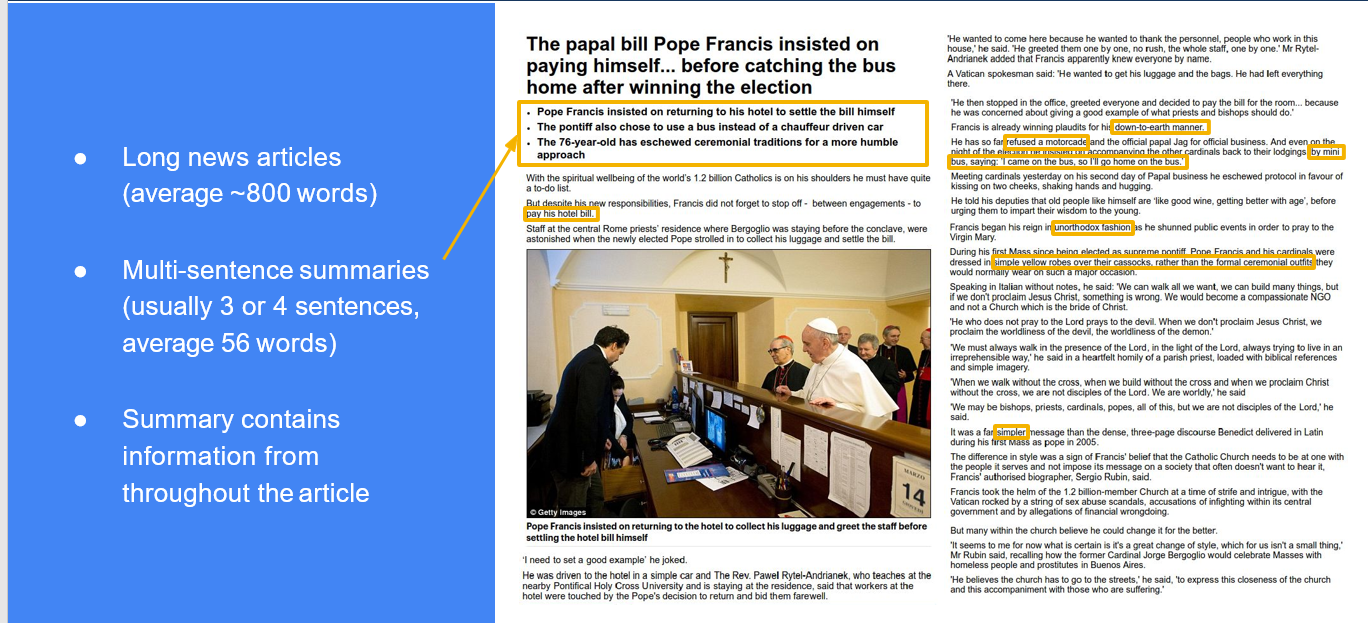 ● Long news articles
(average ~800 words)
● Multi-sentence summaries
(usually 3 or 4 sentences,
average 56 words)
● Summary contains
information from
throughout the article
The papal bill Pope Francis insisted on
paying himself... before catching the bus
home after winning the election
• Pope Francis insisted on returning to his hotel to settle the bill himself
• The pontiff also chose to use a bus instead of a chauffeur driven car
• The 76-year-old has eschewed ceremonial traditions for a more humble
approach
With the spiritual wellbeing of the world's 1.2 billion Catholics is on his shoulders he must have quite
a to-do list.
But despite his new responsibilities, Francis did not forget to stop off - between engagements - to
pay his hotel bill.
Staff at the central Rome priests' residence where Bergoglio was staying before the conclave, were
astonished when the newly elected Pope strolled in to collect his luggage and settle the bill.
MARZO
14
© Getty Images
Pope Francis insisted on returning to the hotel to collect his luggage and greet the staff before
settling the hotel bill himself
'I need to set a good example' he joked.
He was driven to the hotel in a simple car and The Rev. Pawel Rytel-Andrianek, who teaches at the
nearby Pontifical Holy Cross University and is staying at the residence, said that workers at the
hotel were touched by the Pope's decision to return and bid them farewell.
'He wanted to come here because he wanted to thank the personnel, people who work in this
house,' he said. 'He greeted them one by one, no rush, the whole staff, one by one.' Mr Rytel-
Andrianek added that Francis apparently knew everyone by name.
A Vatican spokesman said: 'He wanted to get his luggage and the bags. He had left everything
there.
'He then stopped in the office, greeted everyone and decided to pay the bill for the room... because
he was concerned about giving a good example of what priests and bishops should do.'
Francis is already winning plaudits for his down-to-earth manner.
He has so far refused a motorcade and the official papal Jag for official business. And even on the
night of the election he insisted on accompanying the other cardinals back to their lodgings by mini
bus, saying: 'I came on the bus, so I'll go home on the bus.'
Meeting cardinals yesterday on his second day of Papal business he eschewed protocol in favour of
kissing on two cheeks, shaking hands and hugging.
He told his deputies that old people like himself are 'like good wine, getting better with age', before
urging them to impart their wisdom to the young.
Francis began his reign in unorthodox fashion as he shunned public events in order to pray to the
Virgin Mary.
During his first Mass since being elected as supreme pontiff, Pope Francis and his cardinals were
dressed in simple yellow robes over their cassocks, rather than the formal ceremonial outfits they
would normally wear on such a major occasion.
Speaking in Italian without notes, he said: 'We can walk all we want, we can build many things, but
if we don't proclaim Jesus Christ, something is wrong. We would become a compassionate NGO
and not a Church which is the bride of Christ.
'He who does not pray to the Lord prays to the devil. When we don't proclaim Jesus Christ, we
proclaim the worldliness of the devil, the worldliness of the demon.'
'We must always walk in the presence of the Lord, in the light of the Lord, always trying to live in an
irreprehensible way,' he said in a heartfelt homily of a parish priest, loaded with biblical references
and simple imagery.
'When we walk without the cross, when we build without the cross and when we proclaim Christ
without the cross, we are not disciples of the Lord. We are worldly,' he said
'We may be bishops, priests, cardinals, popes, all of this, but we are not disciples of the Lord,' he
said.
It was a far simpler message than the dense, three-page discourse Benedict delivered in Latin
during his first Mass as pope in 2005.
The difference in style was a sign of Francis' belief that the Catholic Church needs to be at one with
the people it serves and not impose its message on a society that often doesn't want to hear it,
Francis' authorised biographer, Sergio Rubin, said.
Francis took the helm of the 1.2 billion-member Church at a time of strife and intrigue, with the
Vatican rocked by a string of sex abuse scandals, accusations of infighting within its central
government and by allegations of financial wrongdoing.
But many within the church believe he could change it for the better.
'It seems to me for now what is certain is it's a great change of style, which for us isn't a small thing,'
Mr Rubin said, recalling how the former Cardinal Jorge Bergoglio would celebrate Masses with
homeless people and prostitutes in Buenos Aires.
'He believes the church has to go to the streets,' he said, 'to express this closeness of the church
and this accompaniment with those who are suffering.'